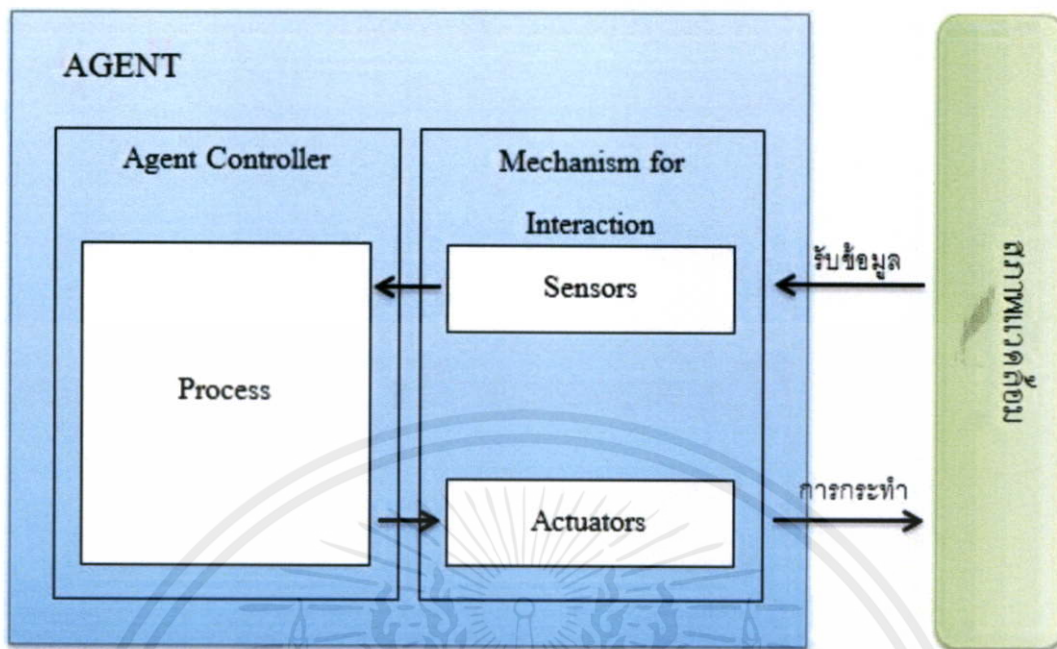 AGENT
Agent Controller
Process
Mechanism for
Interaction
Sensors
Actuators
รับข้อมูล
การกระทำ
สภาพแวดล้อม